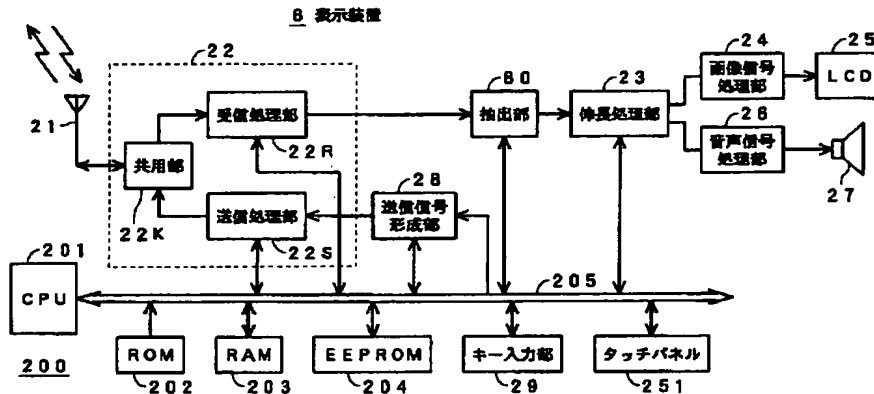 6 表示装置
22
24
25
画像信号
処理部
LCD
60
23
受信処理部
抽出部
伸長処理部
26
音声信号
処理部
21
22R
共用部
28
27
送信処理部
送信信号
形成部
22K
22S
201
205
CPU
ROM
RAM
EEPROM
キー入力部
タッチパネル
200
202
203
204
29
251